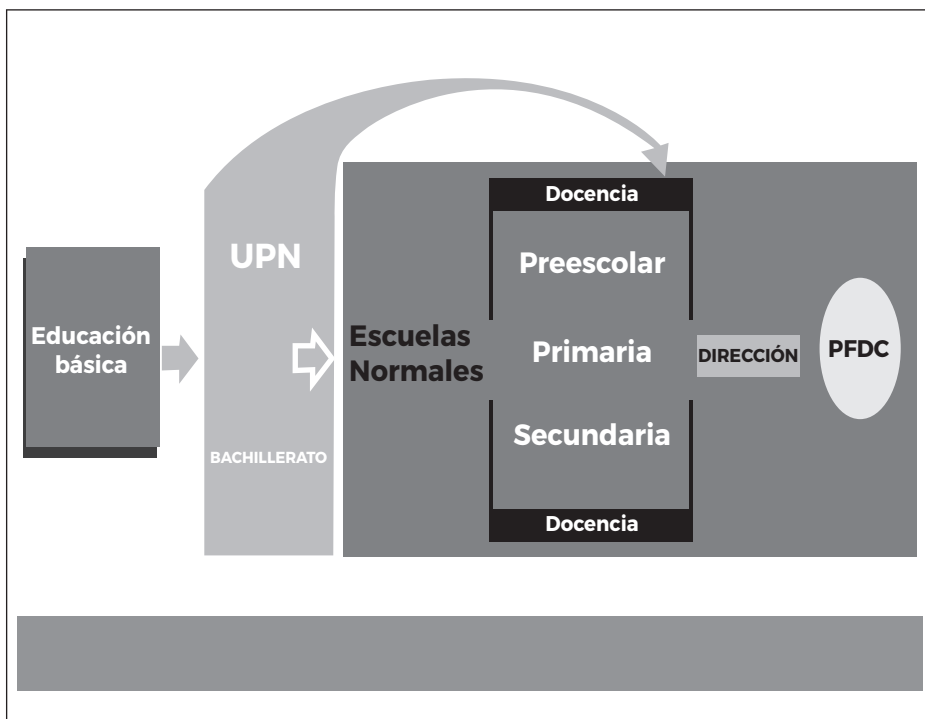 Educación
básica
UPN
BACHILLERATO
Escuelas
Normales
Docencia
Preescolar
Primaria
Secundaria
Docencia
DIRECCIÓN
PFDC